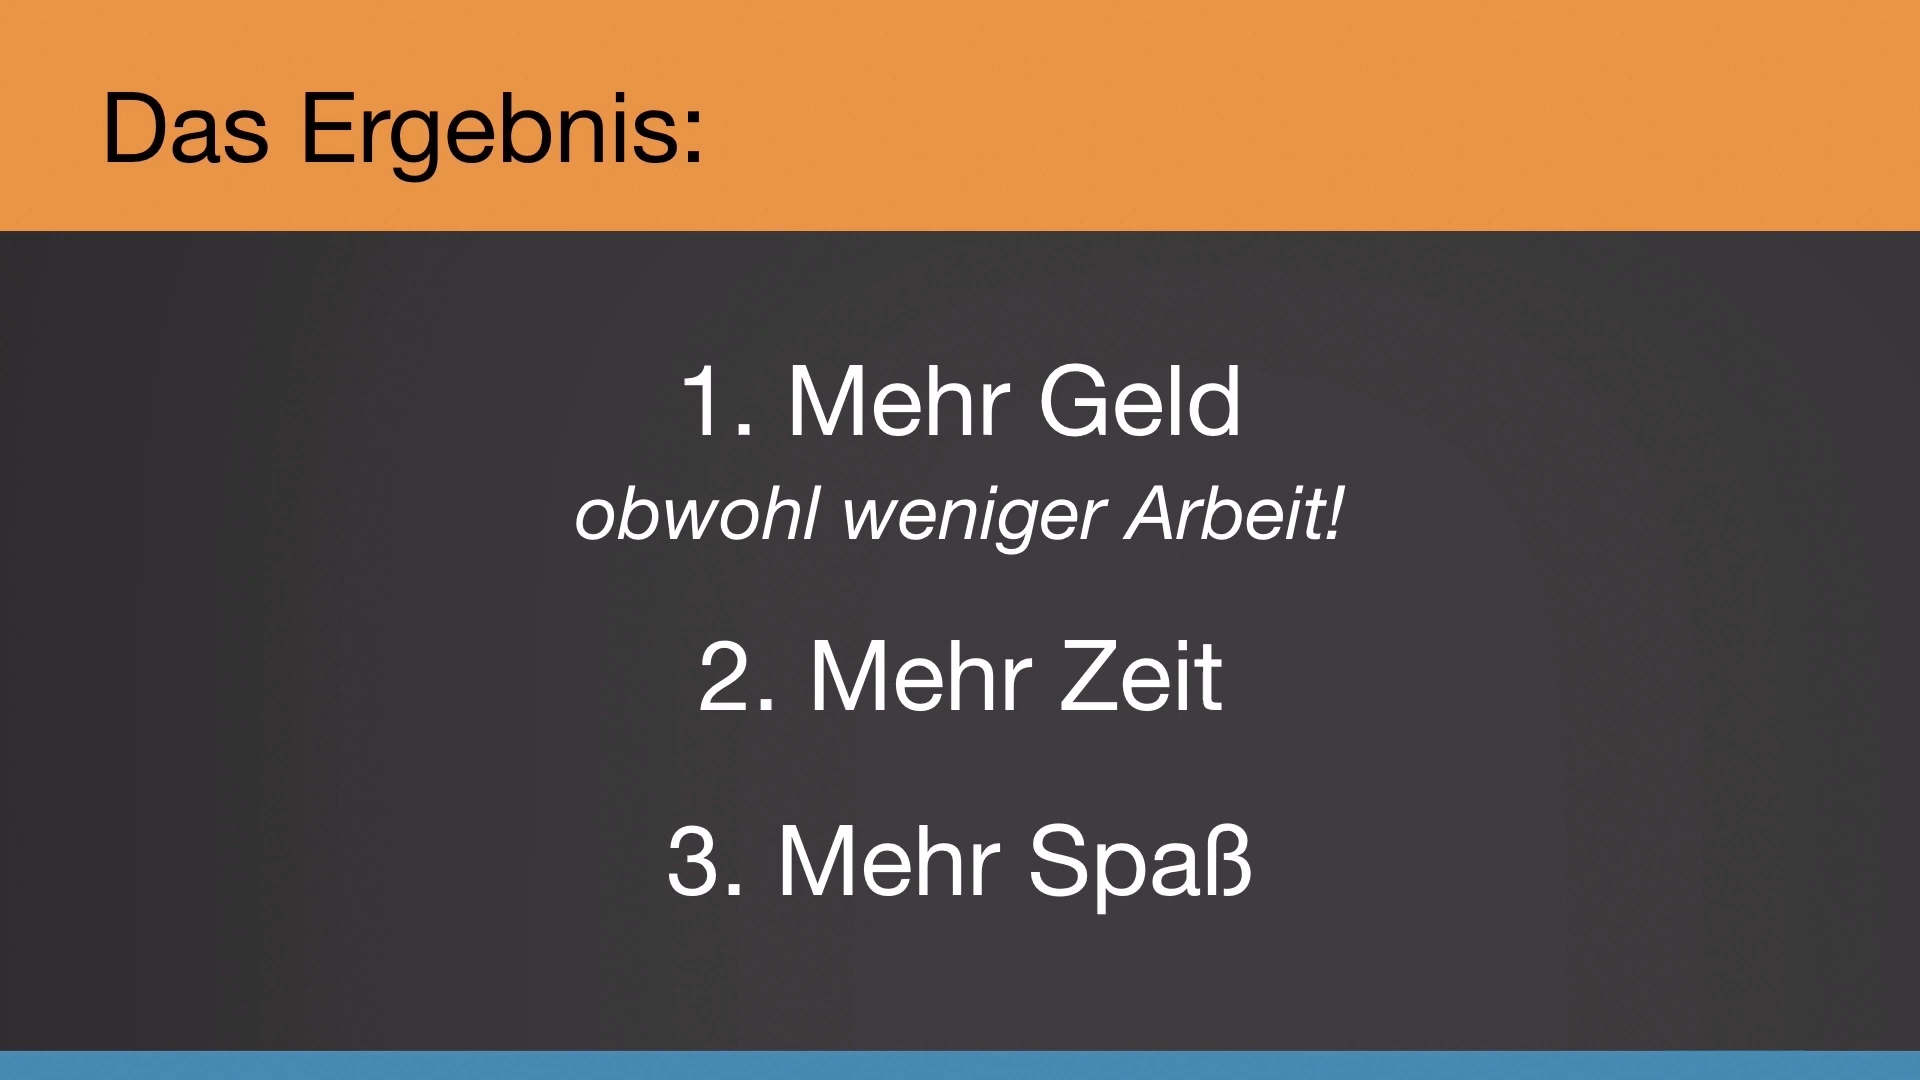 Das Ergebnis:
1. Mehr Geld
obwohl weniger Arbeit!
2. Mehr Zeit
3. Mehr Spaß